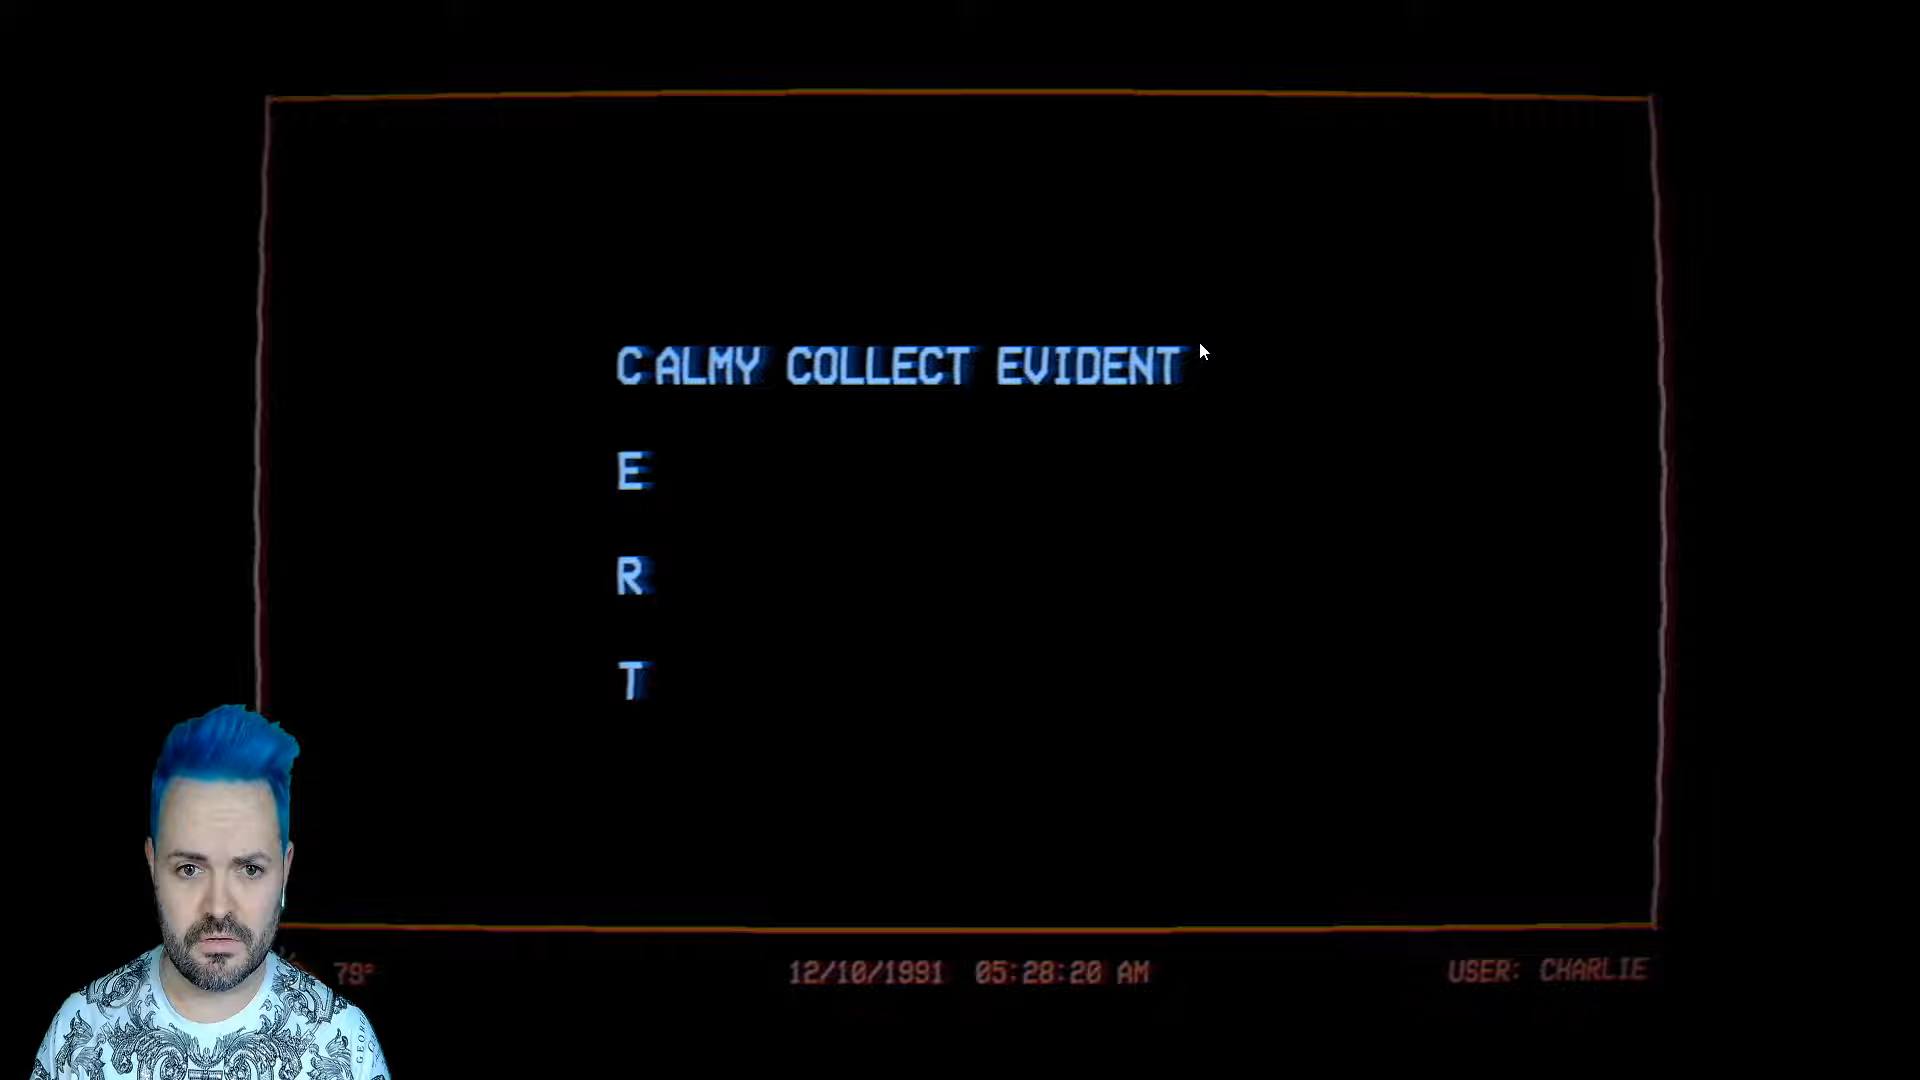 CALMY COLLECT EVIDENT
E
R
T
79° 12/10/1991 05:28:20 AM USER: CHARLIE